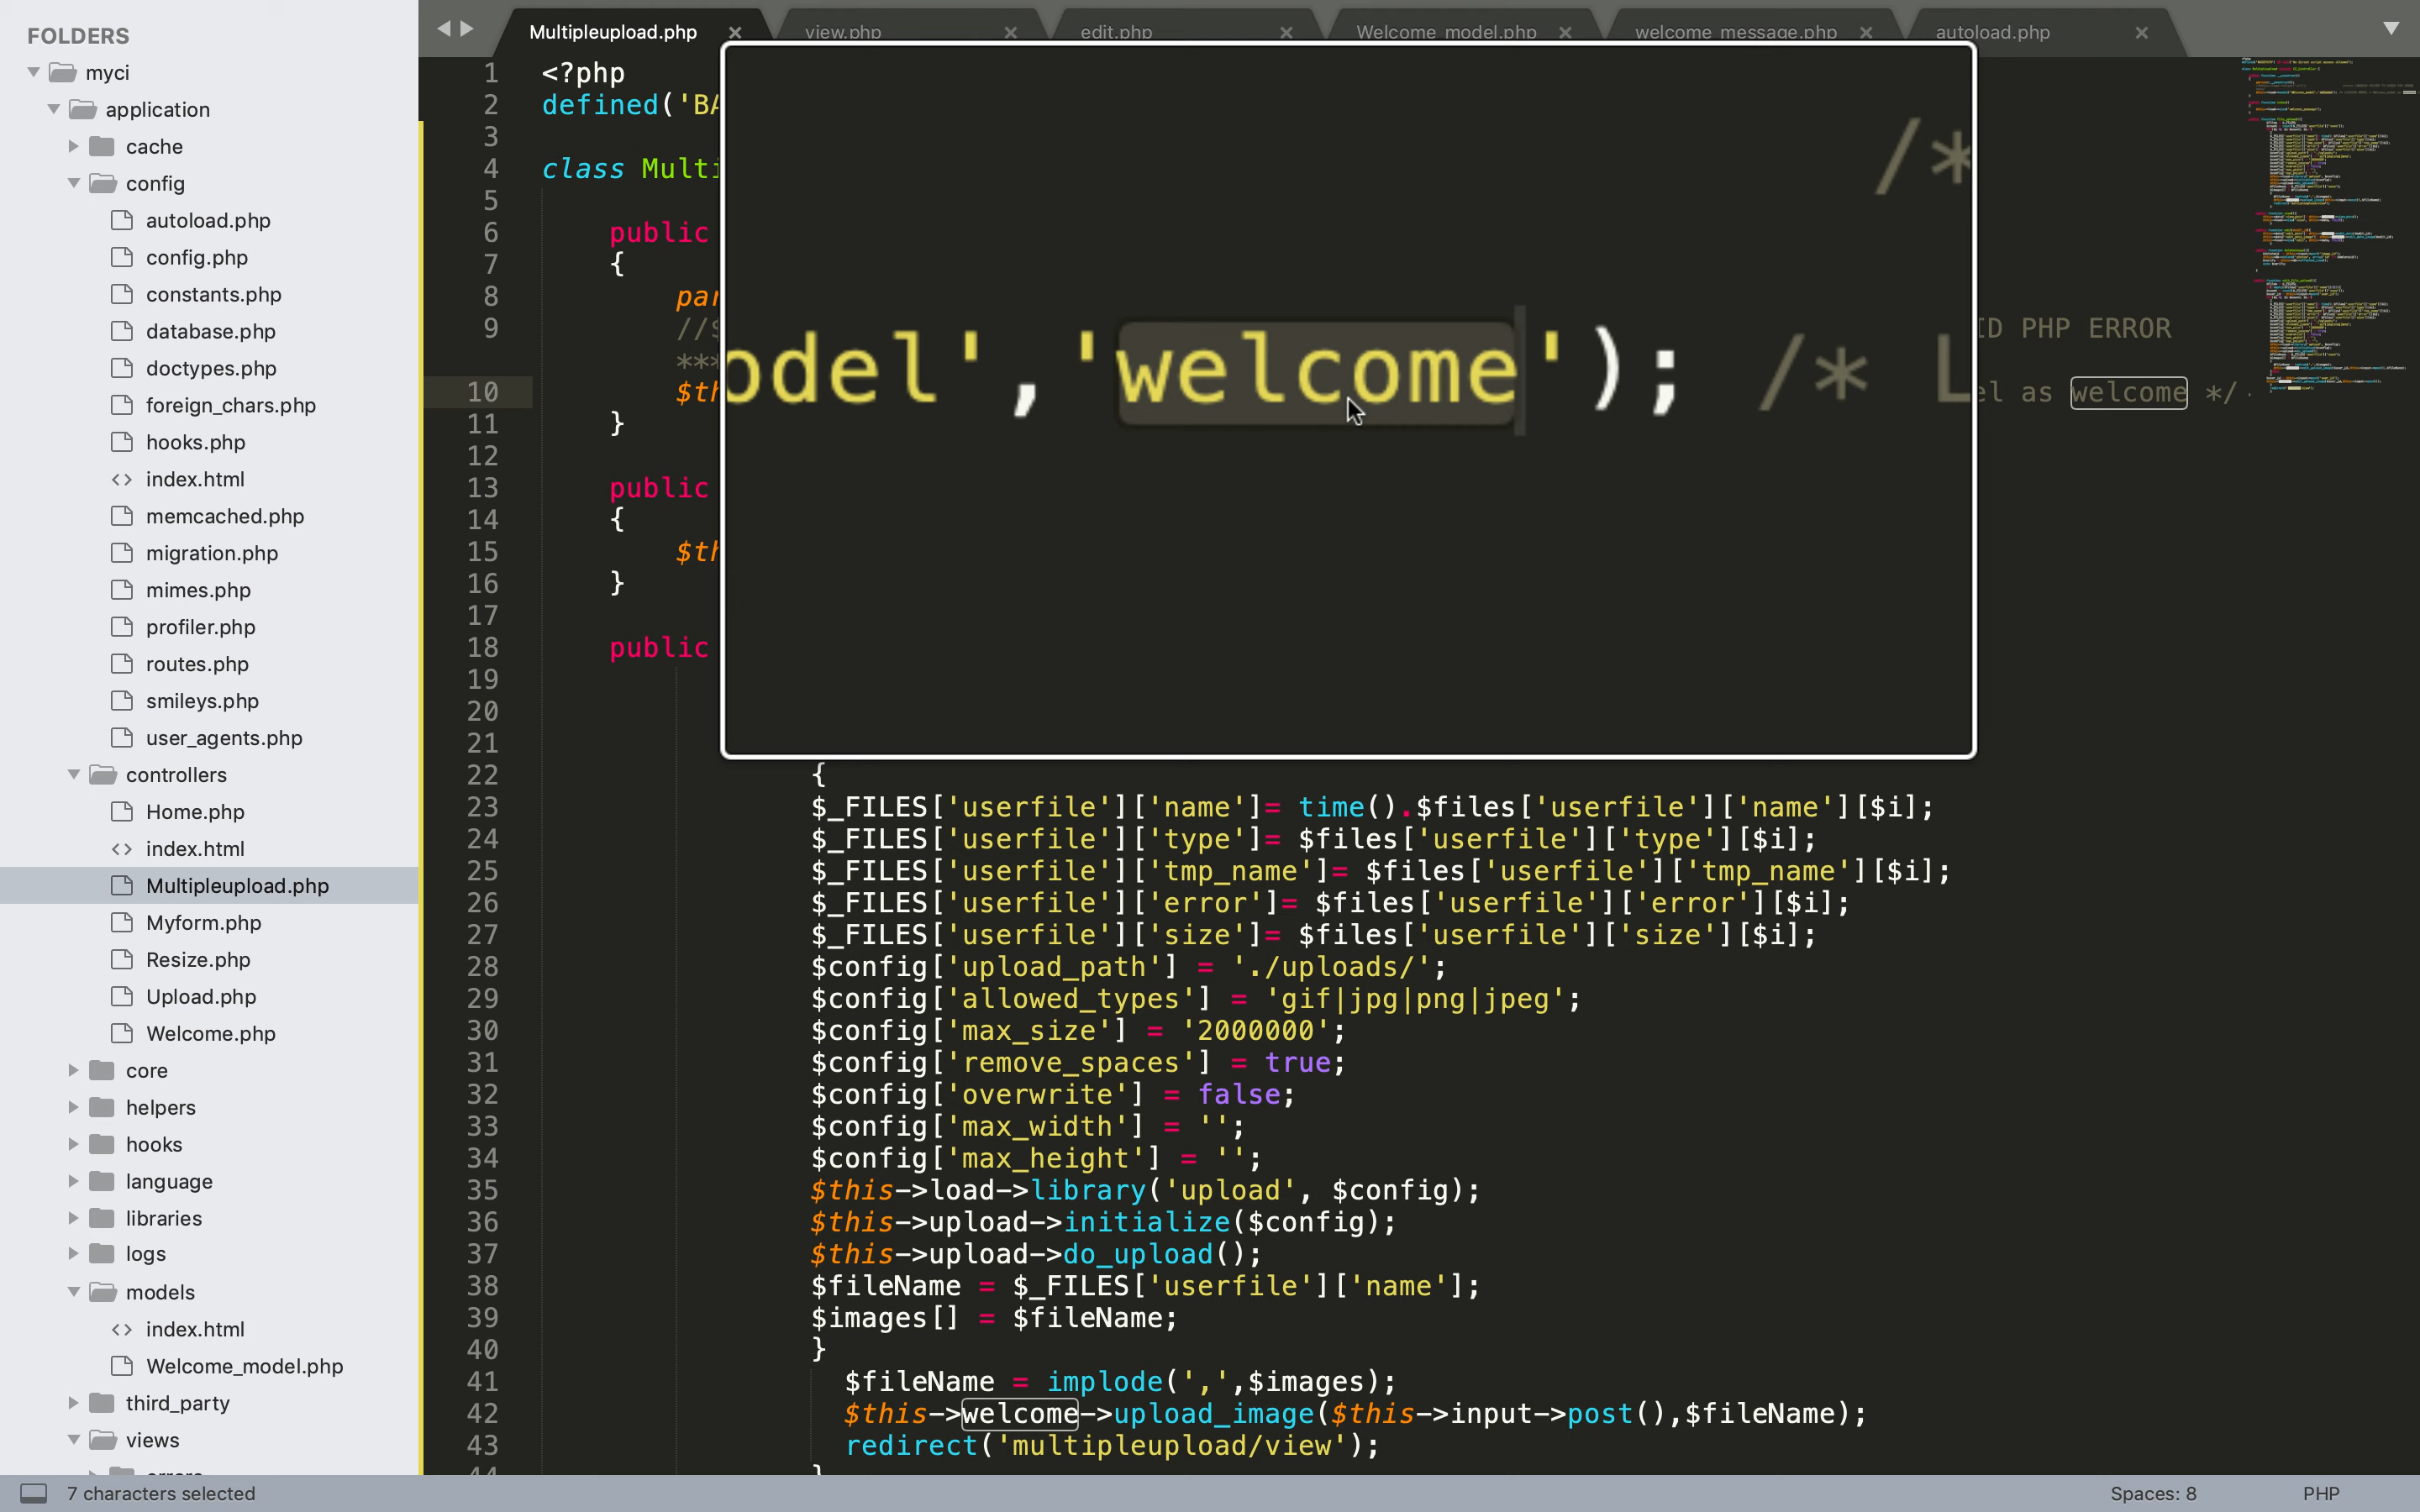 FOLDERS
myci
application
cache
config
autoload.php
config.php
constants.php
database.php
doctypes.php
foreign_chars.php
hooks.php
index.html
memcached.php
migration.php
mimes.php
profiler.php
routes.php
smileys.php
user_agents.php
controllers
Home.php
index.html
Multipleupload.php
Myform.php
Resize.php
Upload.php
Welcome.php
core
helpers
hooks
language
libraries
logs
models
index.html
Welcome_model.php
third_party
views
Multipleupload.php
view.php
edit.php
Welcome_model.php
welcome_message.php
autoload.php
1 <?php
2 defined('BA
3
4 class Multi
5
6 public
7 {
8 par
9 //$
***
10 $th
11 }
12
13 public
14 {
15 $th
16 }
17
18 public
19
20
21
/*
odel','welcome'); /* L
ID PHP ERROR
el as welcome */
22 {
23 $_FILES['userfile']['name']= time().$files['userfile']['name'][$i];
24 $_FILES['userfile']['type']= $files['userfile']['type'][$i];
25 $_FILES['userfile']['tmp_name']= $files['userfile']['tmp_name'][$i];
26 $_FILES['userfile']['error']= $files['userfile']['error'][$i];
27 $_FILES['userfile']['size']= $files['userfile']['size'][$i];
28 $config['upload_path'] = './uploads/';
29 $config['allowed_types'] = 'gif|jpg|png|jpeg';
30 $config['max_size'] = '2000000';
31 $config['remove_spaces'] = true;
32 $config['overwrite'] = false;
33 $config['max_width'] = '';
34 $config['max_height'] = '';
35 $this->load->library('upload', $config);
36 $this->upload->initialize($config);
37 $this->upload->do_upload();
38 $fileName = $_FILES['userfile']['name'];
39 $images[] = $fileName;
40 }
41 $fileName = implode(',',$images);
42 $this->welcome->upload_image($this->input->post(),$fileName);
43 redirect('multipleupload/view');
7 characters selected
Spaces: 8
PHP